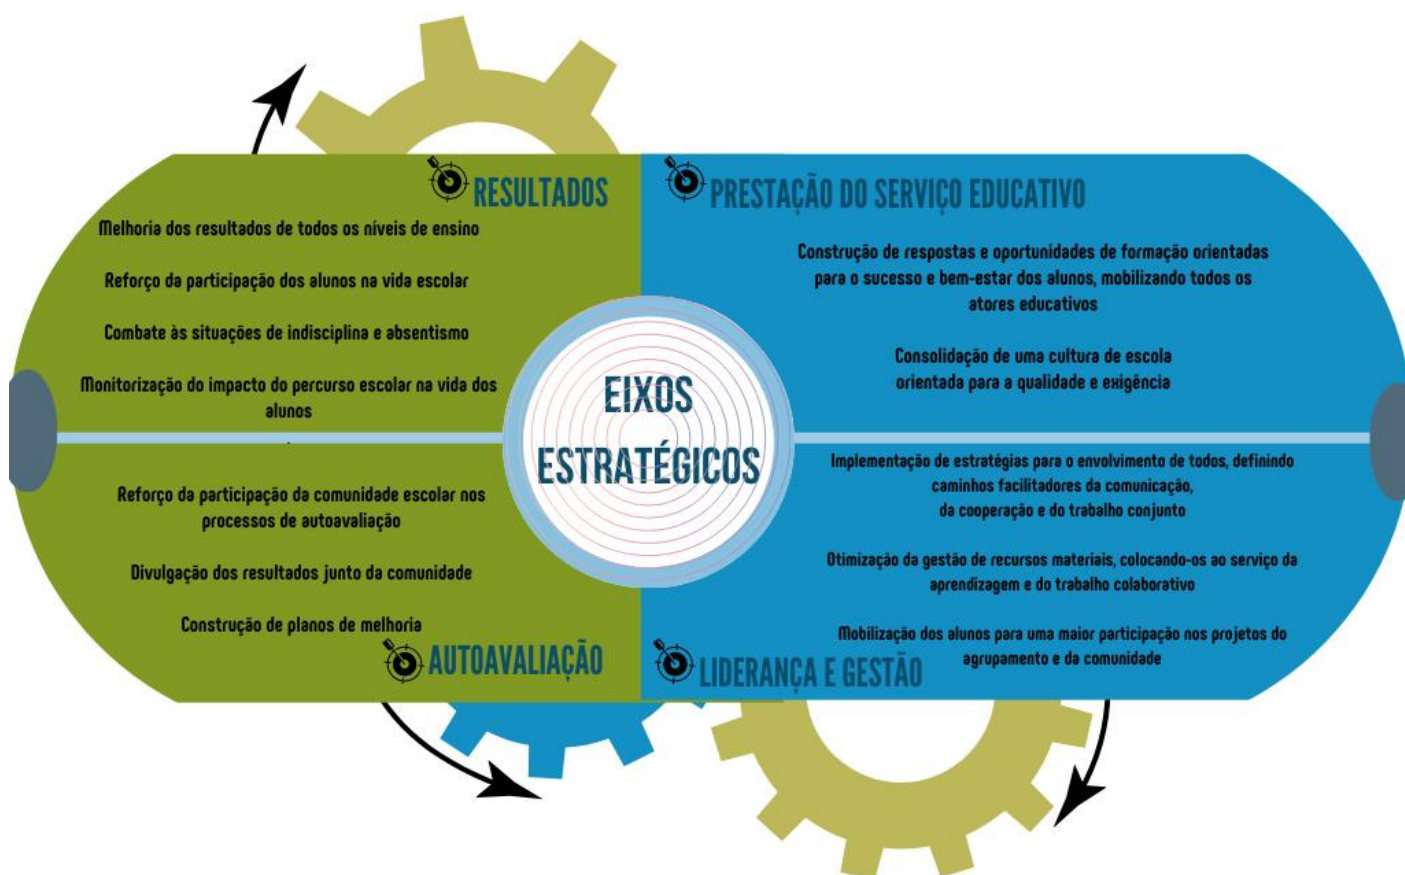 RESULTADOS
Melhoria dos resultados de todos os níveis de ensino
Reforço da participação dos alunos na vida escolar
Combate às situações de indisciplina e absentismo
Monitorização do impacto do percurso escolar na vida dos
alunos
.
PRESTAÇÃO DO SERVIÇO EDUCATIVO
Construção de respostas e oportunidades de formação orientadas
para o sucesso e bem-estar dos alunos, mobilizando todos os
atores educativos
Consolidação de uma cultura de escola
orientada para a qualidade e exigência
EIXOS
ESTRATÉGICOS
Reforço da participação da comunidade escolar nos
processos de autoavaliação
Divulgação dos resultados junto da comunidade
Construção de planos de melhoria
AUTOAVALIAÇÃO
Implementação de estratégias para o envolvimento de todos, definindo
caminhos facilitadores da comunicação,
da cooperação e do trabalho conjunto
Otimização da gestão de recursos materiais, colocando-os ao serviço da
aprendizagem e do trabalho colaborativo
Mobilização dos alunos para uma maior participação nos projetos do
agrupamento e da comunidade
LIDERANÇA E GESTÃO